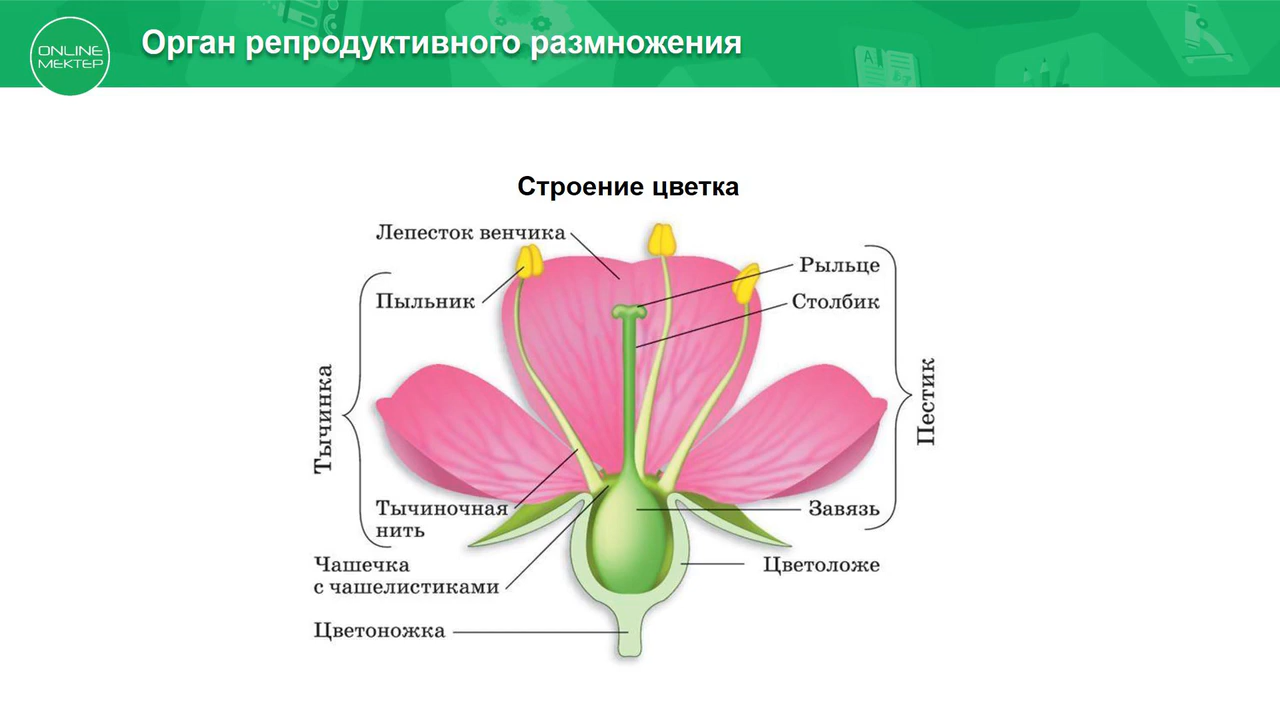 ONLINE
МЕКТЕР
Орган репродуктивного размножения
Строение цветка
Лепесток венчика
Пыльник
Тычинка
Тычиночная
нить
Чашечка
с чашелистиками
Цветоножка
Рыльце
Столбик
Пестик
Завязь
Цветоложе